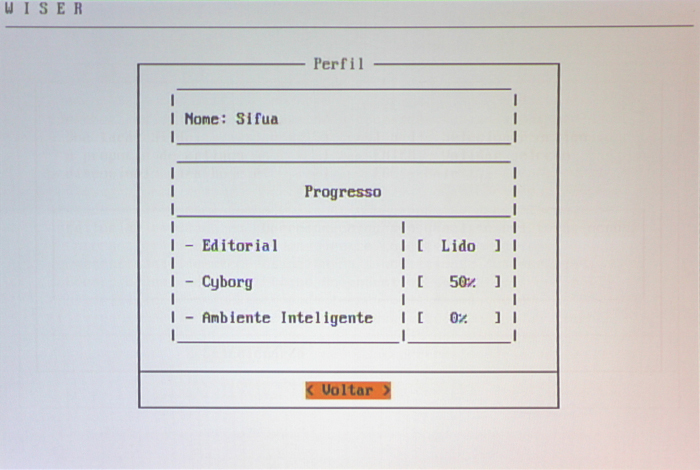 W I S E R
Perfil
Nome: Sifua
Progresso
- Editorial [ Lido ]
- Cyborg [ 50% ]
- Ambiente Inteligente [ 0% ]
< Voltar >